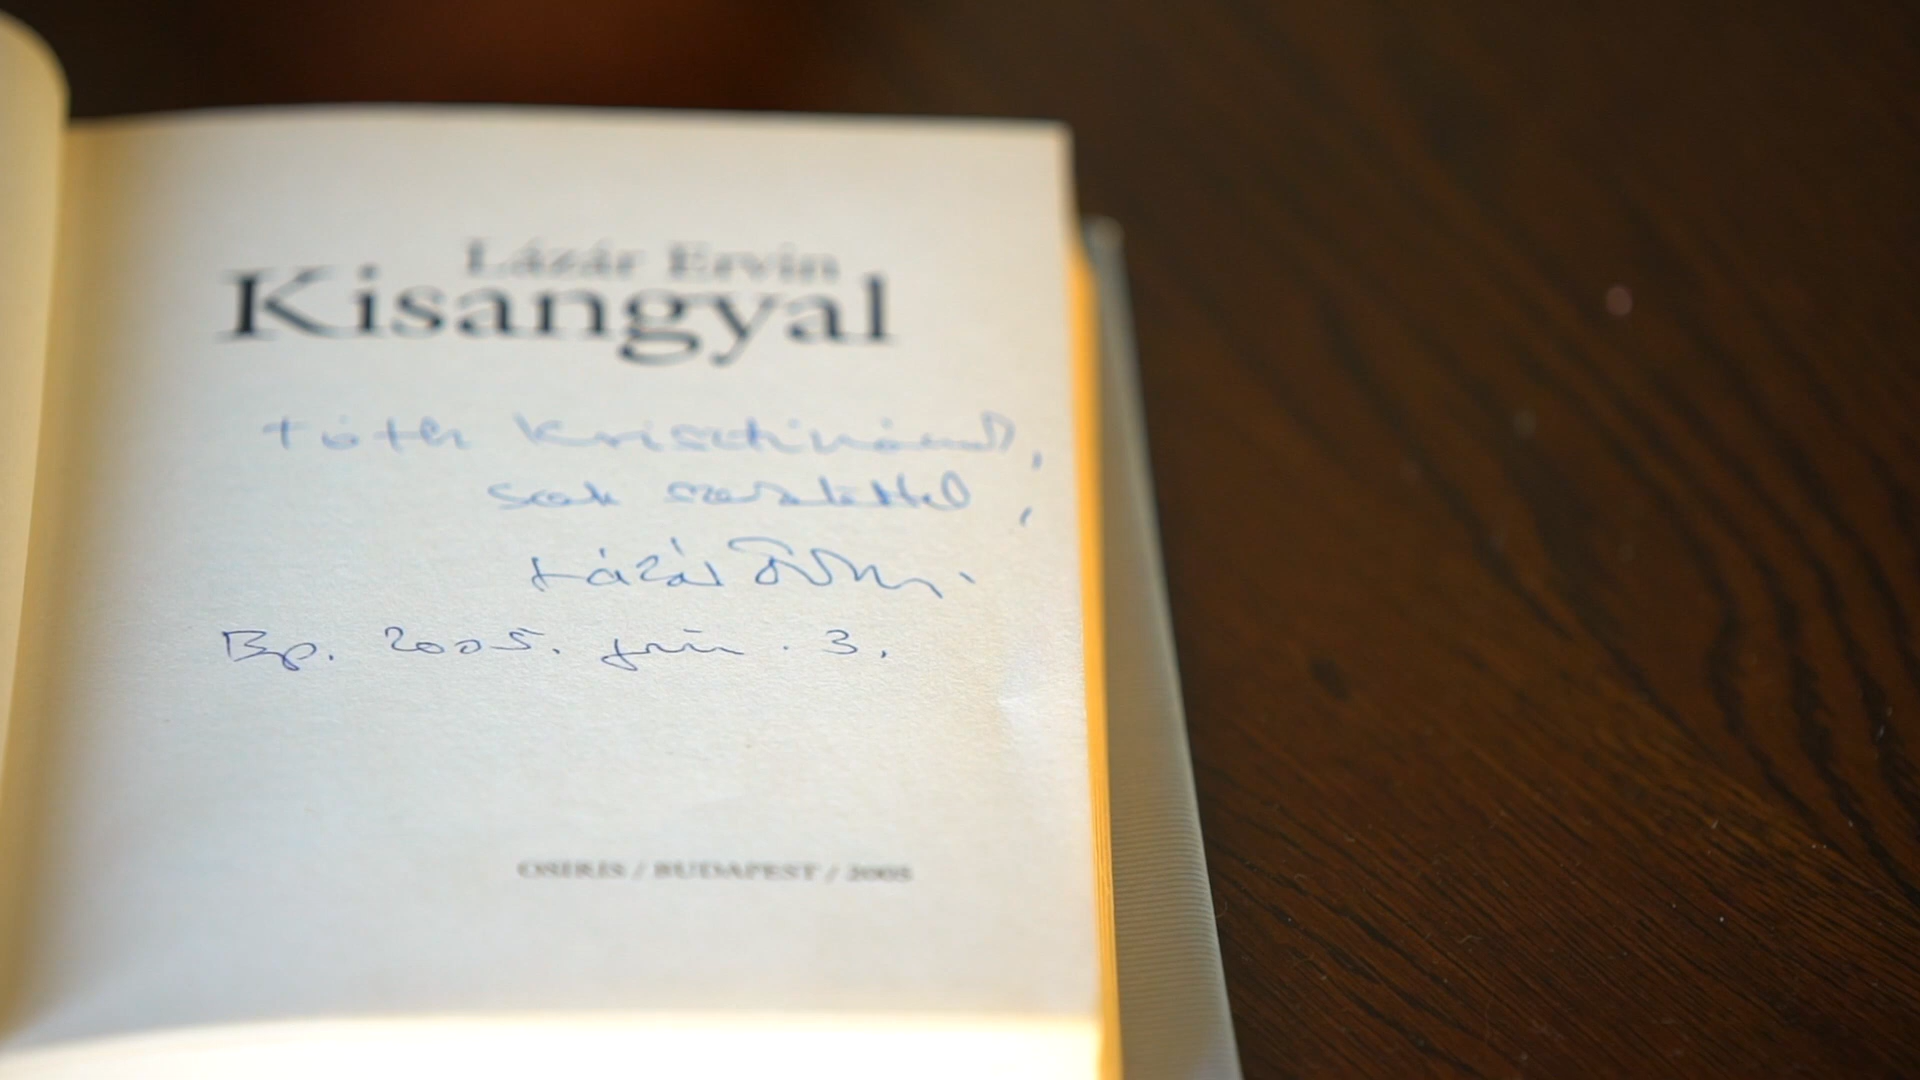 Lázár Ervin
Kisangyal
Tóth Krisztinának,
sok szeretettel,
Lázár Ervin.
Bp. 2005. jún. 3.
OSIRIS / BUDAPEST / 2005